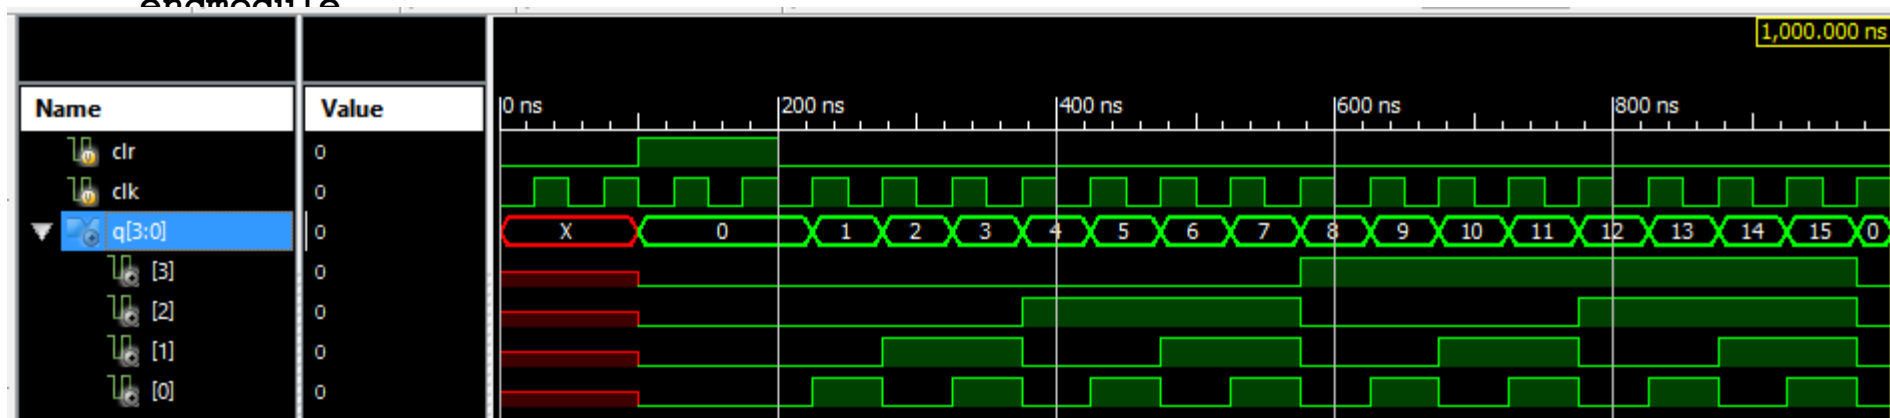 endmodule
1,000.000 ns
Name Value 0 ns 200 ns 400 ns 600 ns 800 ns
clr 0
clk 0
q[3:0] 0 X 0 1 2 3 4 5 6 7 8 9 10 11 12 13 14 15 0
[3] 0
[2] 0
[1] 0
[0] 0